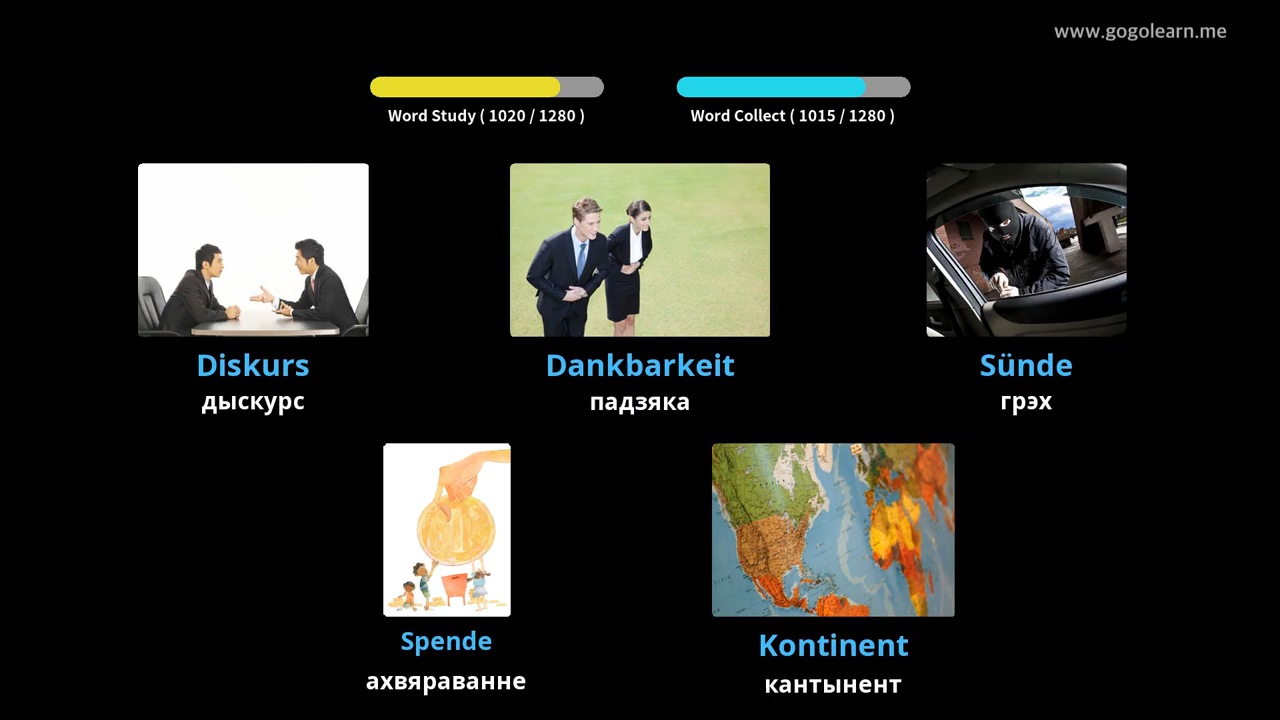 www.gogolearn.me
Word Study ( 1020 / 1280 )
Word Collect ( 1015 / 1280 )
Diskurs
дыскурс
Dankbarkeit
падзяка
Sünde
грэх
Spende
ахвяраванне
Kontinent
кантынент